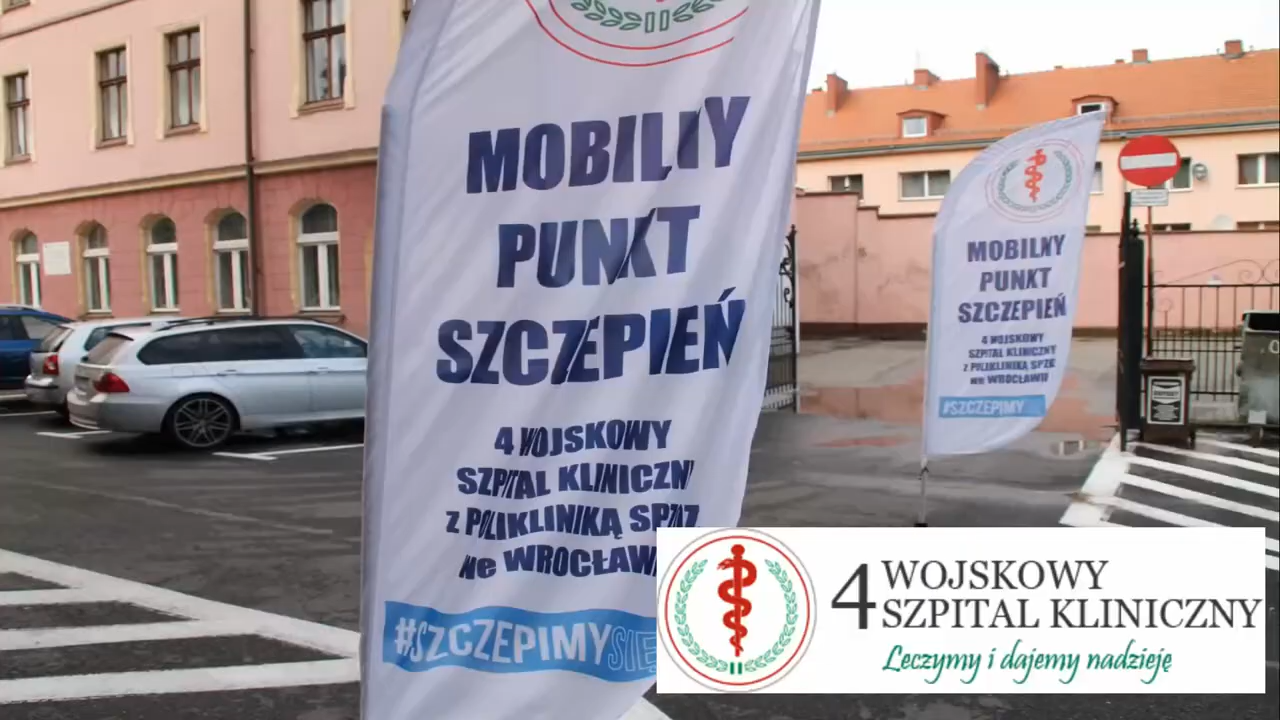 MOBILNY
PUNKT
SZCZEPIEŃ
4 WOJSKOWY
SZPITAL KLINICZNY
z POLIKLINIKĄ SPZOZ
we WROCŁAWIU
#SZCZEPIMYSIĘ
MOBILNY
PUNKT
SZCZEPIEŃ
4 WOJSKOWY
SZPITAL KLINICZNY
z POLIKLINIKĄ SPZOZ
we WROCŁAWIU
#SZCZEPIMY
4 WOJSKOWY
SZPITAL KLINICZNY
Leczymy i dajemy nadzieję